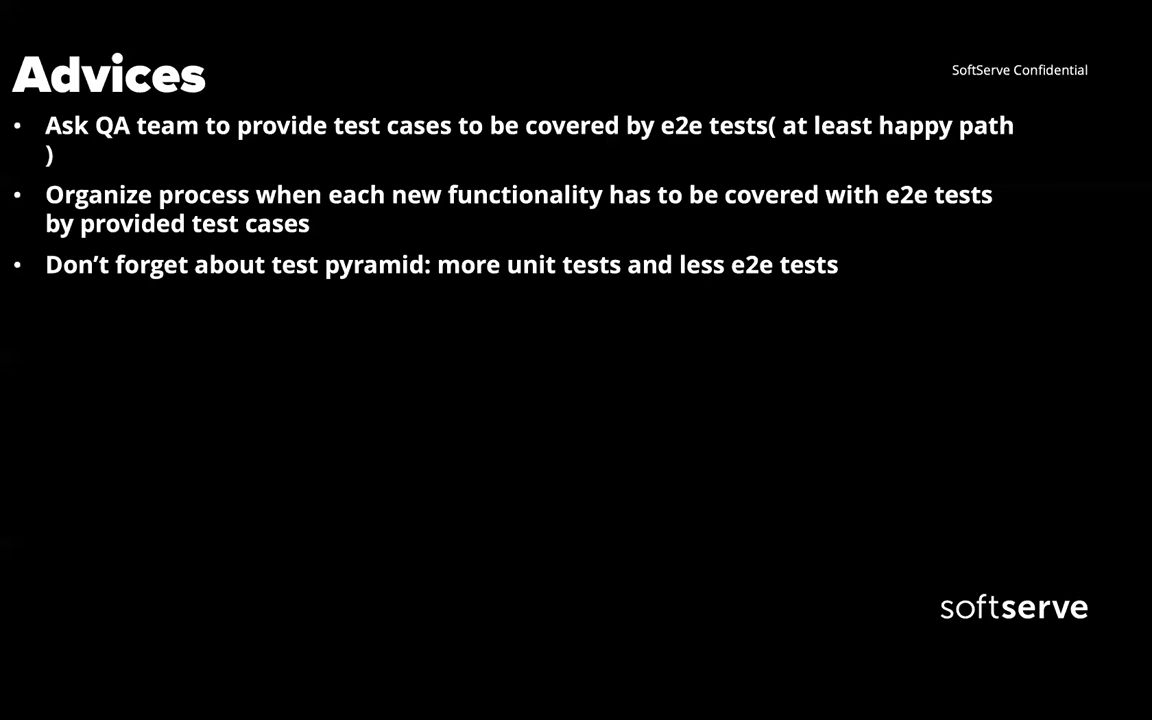 Advices
SoftServe Confidential
• Ask QA team to provide test cases to be covered by e2e tests( at least happy path
)
• Organize process when each new functionality has to be covered with e2e tests
by provided test cases
• Don’t forget about test pyramid: more unit tests and less e2e tests
softserve